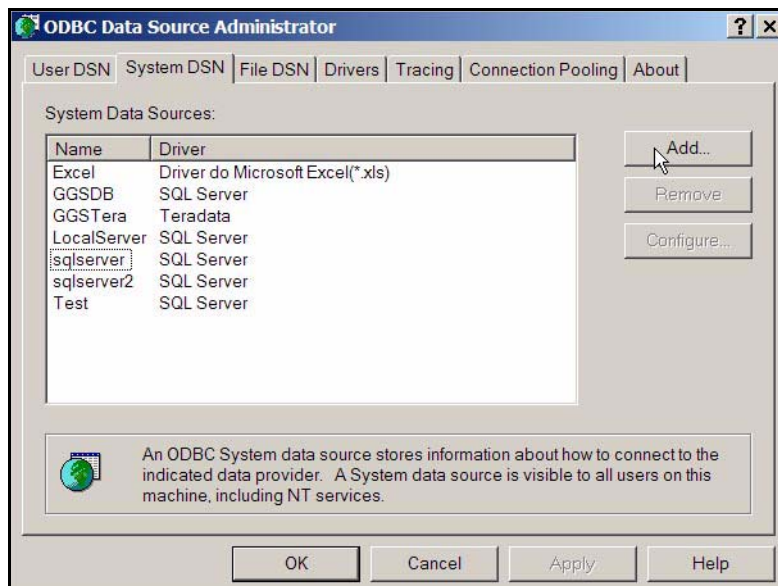 ODBC Data Source Administrator
User DSN System DSN File DSN Drivers Tracing Connection Pooling About
System Data Sources:
Name Driver
Excel Driver do Microsoft Excel(*.xls)
GGSDB SQL Server
GGSTera Teradata
LocalServer SQL Server
sqlserver SQL Server
sqlserver2 SQL Server
Test SQL Server
Add...
Remove
Configure...
An ODBC System data source stores information about how to connect to the
indicated data provider. A System data source is visible to all users on this
machine, including NT services.
OK Cancel Apply Help